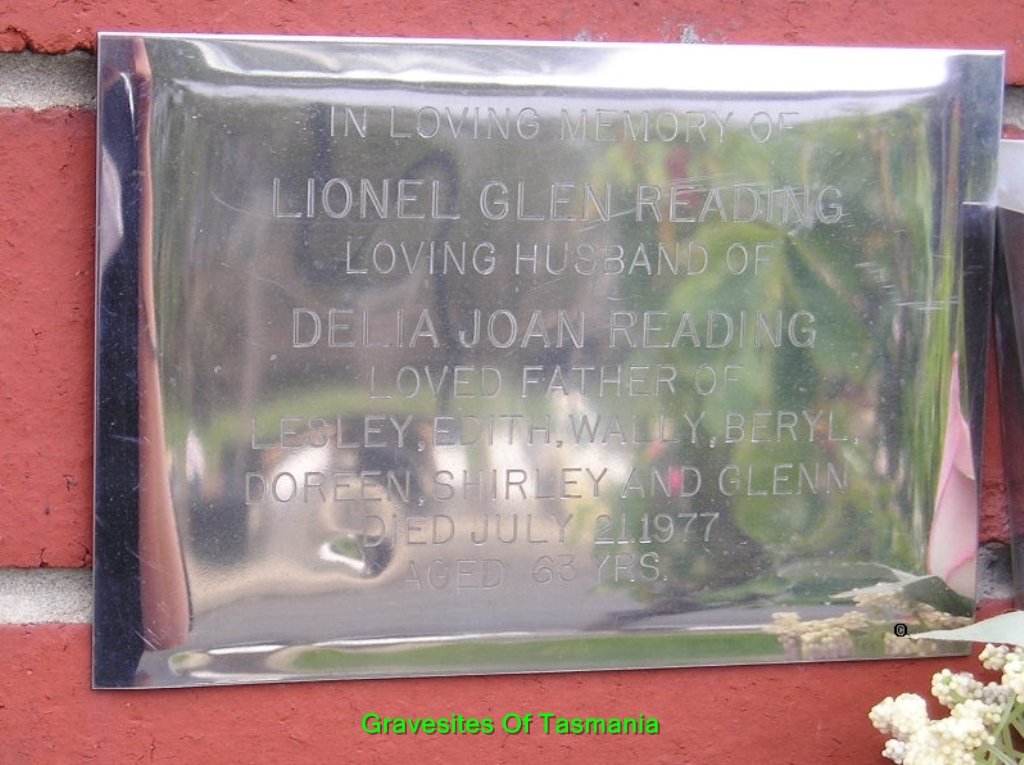 IN LOVING MEMORY OF
LIONEL GLEN READING
LOVING HUSBAND OF
DELIA JOAN READING
LOVED FATHER OF
LESLEY, EDITH, WALLY, BERYL,
DOREEN, SHIRLEY AND GLENN
DIED JULY 21.1977
AGED 63 YRS.
©
Gravesites Of Tasmania